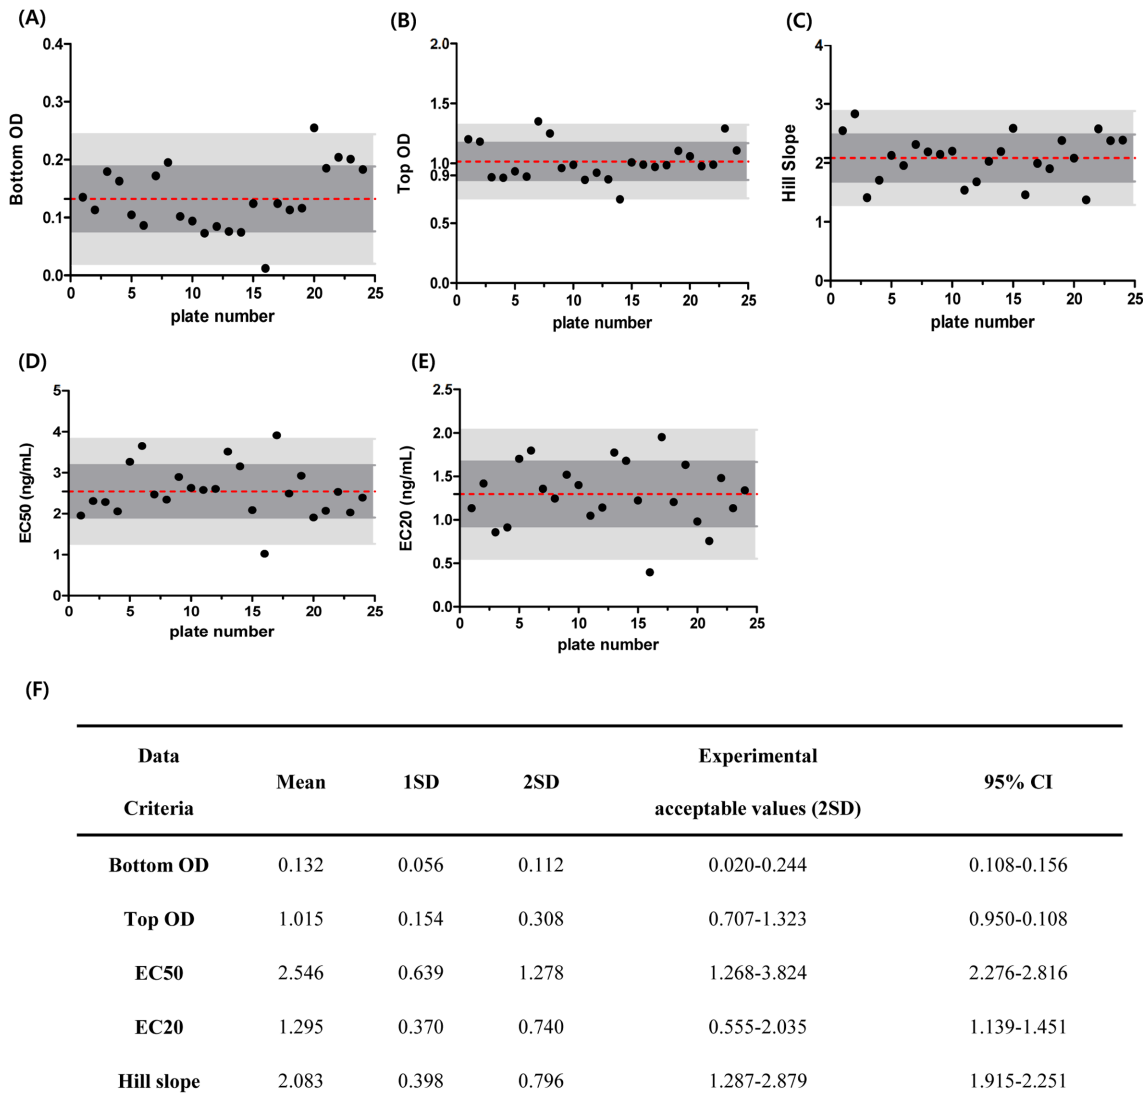 (A)
0.4
0.3
0.2
0.1
0.0
0 5 10 15 20 25
Bottom OD
plate number
(B)
2.0
1.5
1.0
0.9
0.5
0.0
0 5 10 15 20 25
Top OD
plate number
(C)
4
3
2
1
0
0 5 10 15 20 25
Hill Slope
plate number
(D)
5
4
3
2
1
0
0 5 10 15 20 25
EC50 (ng/mL)
plate number
(E)
2.5
2.0
1.5
1.0
0.5
0.0
0 5 10 15 20 25
EC20 (ng/mL)
plate number
(F)
Data Criteria Mean 1SD 2SD Experimental acceptable values (2SD) 95% CI
Bottom OD 0.132 0.056 0.112 0.020-0.244 0.108-0.156
Top OD 1.015 0.154 0.308 0.707-1.323 0.950-0.108
EC50 2.546 0.639 1.278 1.268-3.824 2.276-2.816
EC20 1.295 0.370 0.740 0.555-2.035 1.139-1.451
Hill slope 2.083 0.398 0.796 1.287-2.879 1.915-2.251